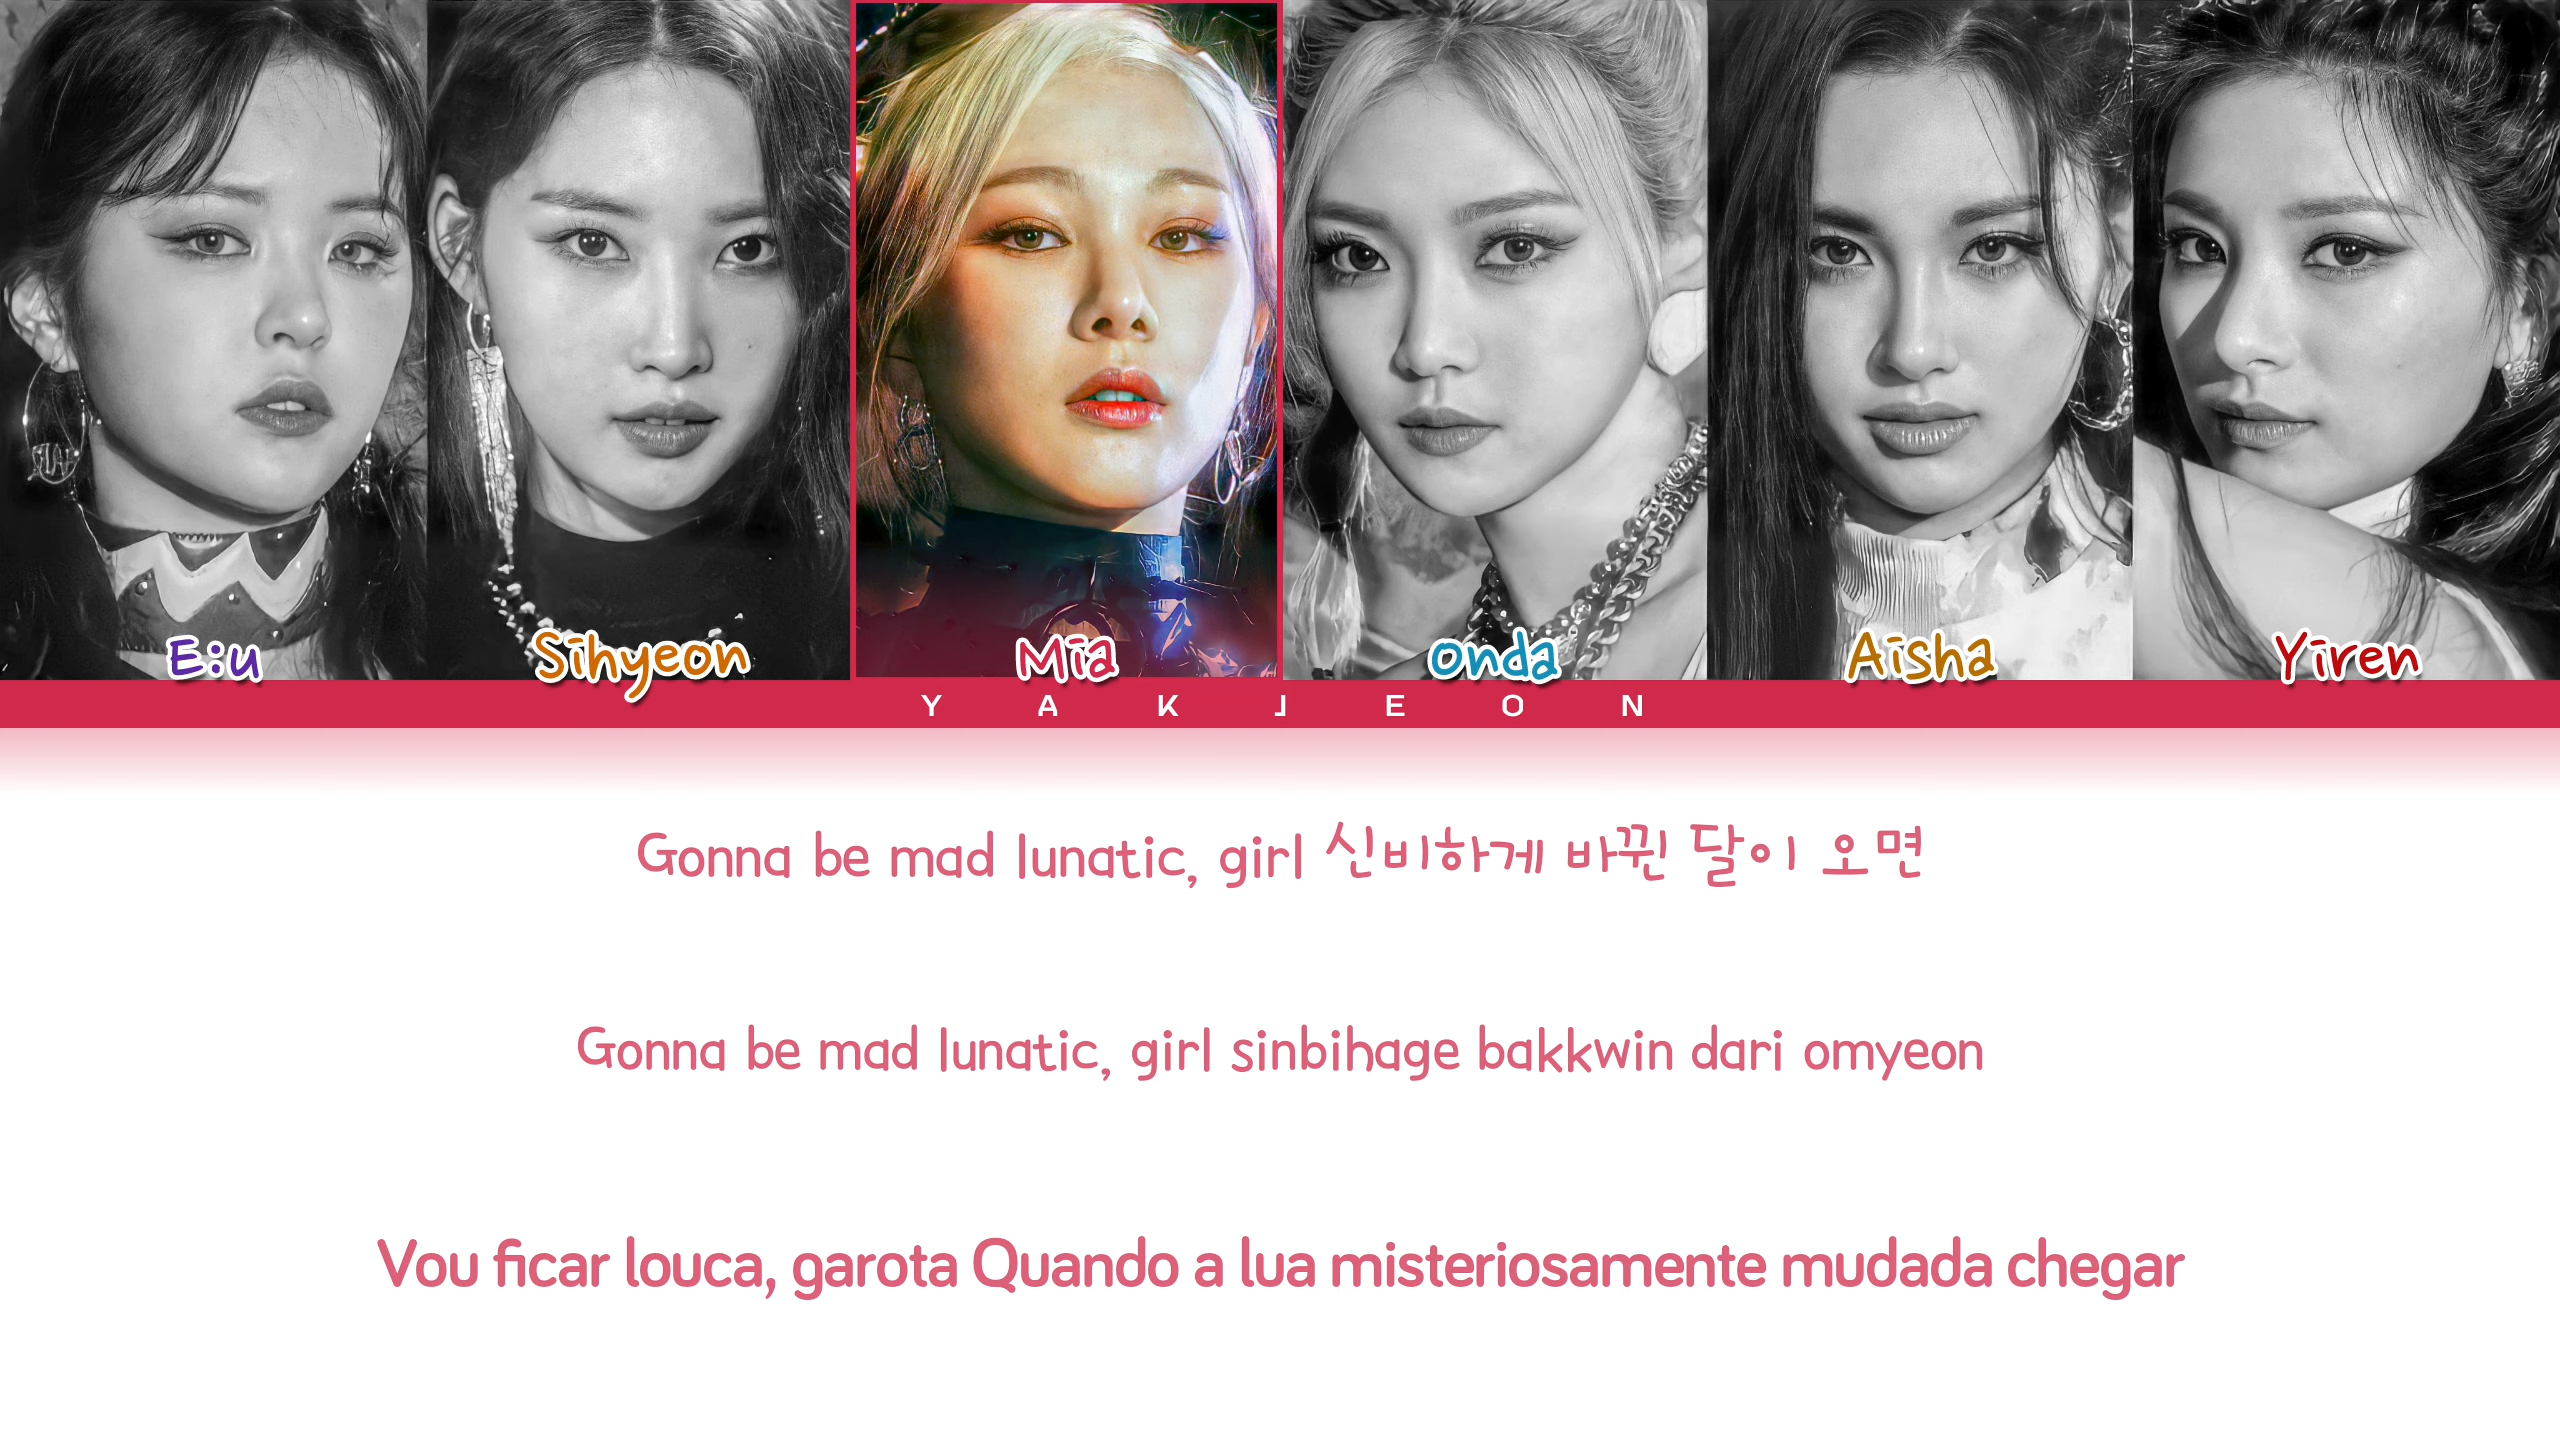 E:u
Sihyeon
Mia
Onda
Aisha
Yiren
YAKJEON
Gonna be mad lunatic, girl 신비하게 바뀐 달이 오면
Gonna be mad lunatic, girl sinbihage bakkwin dari omyeon
Vou ficar louca, garota Quando a lua misteriosamente mudada chegar